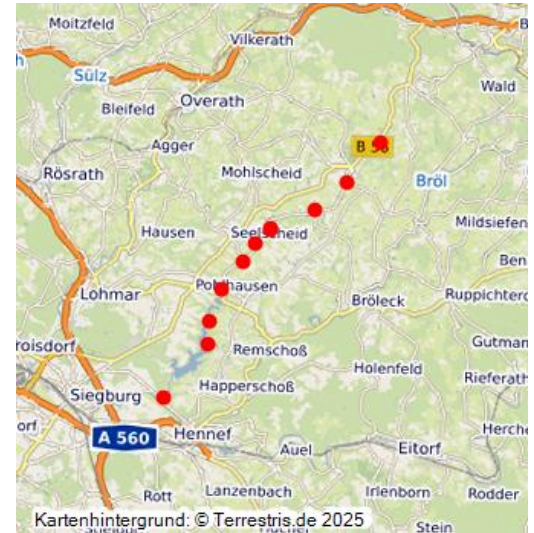 Moitzfeld
Vilkerath
Sülz
Wald
Bleifeld
Overath
Agger
B 56
Rösrath
Mohlscheid
Bröl
Hausen
Seelscheid
Mildsiefen
Ben
Lohmar
Pohlhausen
Bröleck
Ruppichtero
roisdorf
Remschoß
Gutman
Holenfeld
Rieferath
Siegburg
Happerschoß
orf
Herche
A 560
Hennef
Auel
Eitorf
Rott
Lanzenbach
Irlenborn
Rodder
Kartenhintergrund: © Terrestris.de 2025
Stein